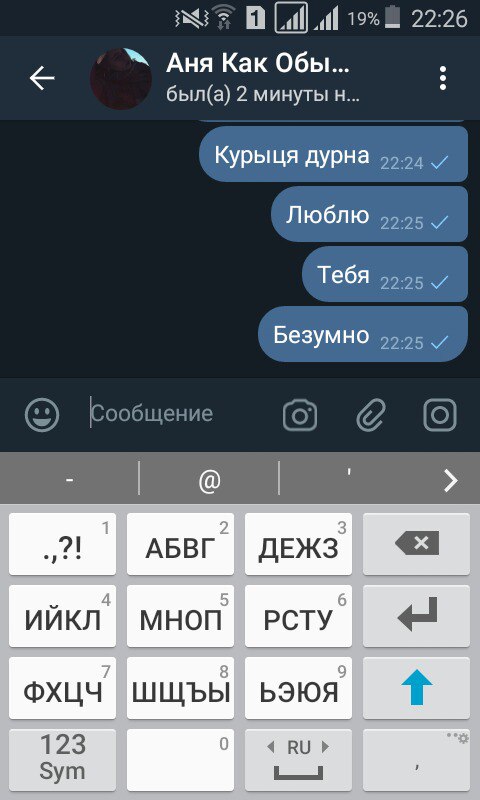 1 19% 22:26
Аня Как Обы...
был(а) 2 минуты н...
Курыця дурна 22:24
Люблю 22:25
Тебя 22:25
Безумно 22:25
Сообщение
- @ '
.,?! 1 АБВГ 2 ДЕЖЗ 3
ИЙКЛ 4 МНОП 5 РСТУ 6
ФХЦЧ 7 ШЩЪЫ 8 ЬЭЮЯ 9
123 Sym 0 RU ,